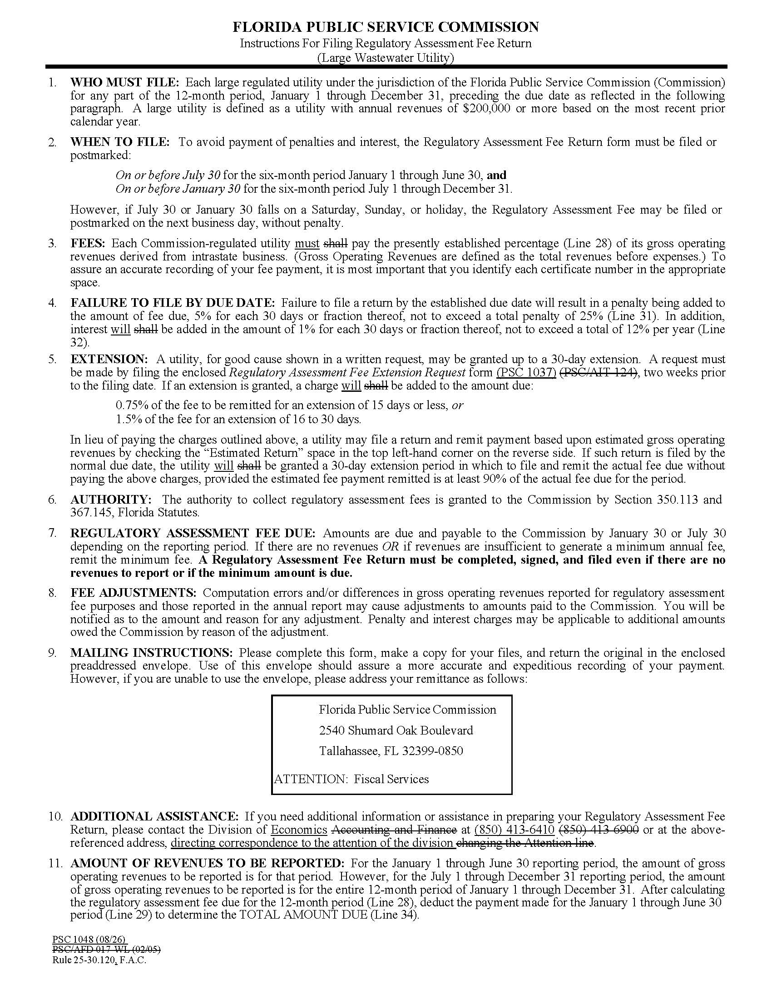 FLORIDA PUBLIC SERVICE COMMISSION
Instructions For Filing Regulatory Assessment Fee Return
(Large Wastewater Utility)
1. WHO MUST FILE: Each large regulated utility under the jurisdiction of the Florida Public Service Commission (Commission)
for any part of the 12-month period, January 1 through December 31, preceding the due date as reflected in the following
paragraph. A large utility is defined as a utility with annual revenues of $200,000 or more based on the most recent prior
calendar year.
2. WHEN TO FILE: To avoid payment of penalties and interest, the Regulatory Assessment Fee Return form must be filed or
postmarked:
On or before July 30 for the six-month period January 1 through June 30, and
On or before January 30 for the six-month period July 1 through December 31.
However, if July 30 or January 30 falls on a Saturday, Sunday, or holiday, the Regulatory Assessment Fee may be filed or
postmarked on the next business day, without penalty.
3. FEES: Each Commission-regulated utility must shall pay the presently established percentage (Line 28) of its gross operating
revenues derived from intrastate business. (Gross Operating Revenues are defined as the total revenues before expenses.) To
assure an accurate recording of your fee payment, it is most important that you identify each certificate number in the appropriate
space.
4. FAILURE TO FILE BY DUE DATE: Failure to file a return by the established due date will result in a penalty being added to
the amount of fee due, 5% for each 30 days or fraction thereof, not to exceed a total penalty of 25% (Line 31). In addition,
interest will shall be added in the amount of 1% for each 30 days or fraction thereof, not to exceed a total of 12% per year (Line
32).
5. EXTENSION: A utility, for good cause shown in a written request, may be granted up to a 30-day extension. A request must
be made by filing the enclosed Regulatory Assessment Fee Extension Request form (PSC 1037) (PSC/AIT 124), two weeks prior
to the filing date. If an extension is granted, a charge will shall be added to the amount due:
0.75% of the fee to be remitted for an extension of 15 days or less, or
1.5% of the fee for an extension of 16 to 30 days.
In lieu of paying the charges outlined above, a utility may file a return and remit payment based upon estimated gross operating
revenues by checking the “Estimated Return” space in the top left-hand corner on the reverse side. If such return is filed by the
normal due date, the utility will shall be granted a 30-day extension period in which to file and remit the actual fee due without
paying the above charges, provided the estimated fee payment remitted is at least 90% of the actual fee due for the period.
6. AUTHORITY: The authority to collect regulatory assessment fees is granted to the Commission by Section 350.113 and
367.145, Florida Statutes.
7. REGULATORY ASSESSMENT FEE DUE: Amounts are due and payable to the Commission by January 30 or July 30
depending on the reporting period. If there are no revenues OR if revenues are insufficient to generate a minimum annual fee,
remit the minimum fee. A Regulatory Assessment Fee Return must be completed, signed, and filed even if there are no
revenues to report or if the minimum amount is due.
8. FEE ADJUSTMENTS: Computation errors and/or differences in gross operating revenues reported for regulatory assessment
fee purposes and those reported in the annual report may cause adjustments to amounts paid to the Commission. You will be
notified as to the amount and reason for any adjustment. Penalty and interest charges may be applicable to additional amounts
owed the Commission by reason of the adjustment.
9. MAILING INSTRUCTIONS: Please complete this form, make a copy for your files, and return the original in the enclosed
preaddressed envelope. Use of this envelope should assure a more accurate and expeditious recording of your payment.
However, if you are unable to use the envelope, please address your remittance as follows:
Florida Public Service Commission
2540 Shumard Oak Boulevard
Tallahassee, FL 32399-0850
ATTENTION: Fiscal Services
10. ADDITIONAL ASSISTANCE: If you need additional information or assistance in preparing your Regulatory Assessment Fee
Return, please contact the Division of Economics Accounting and Finance at (850) 413-6410 (850) 413-6900 or at the above-
referenced address, directing correspondence to the attention of the division changing the Attention line.
11. AMOUNT OF REVENUES TO BE REPORTED: For the January 1 through June 30 reporting period, the amount of gross
operating revenues to be reported is for that period. However, for the July 1 through December 31 reporting period, the amount
of gross operating revenues to be reported is for the entire 12-month period of January 1 through December 31. After calculating
the regulatory assessment fee due for the 12-month period (Line 28), deduct the payment made for the January 1 through June 30
period (Line 29) to determine the TOTAL AMOUNT DUE (Line 34).
PSC 1048 (08/26)
PSC/AFD 017-WL (02/05)
Rule 25-30.120, F.A.C.